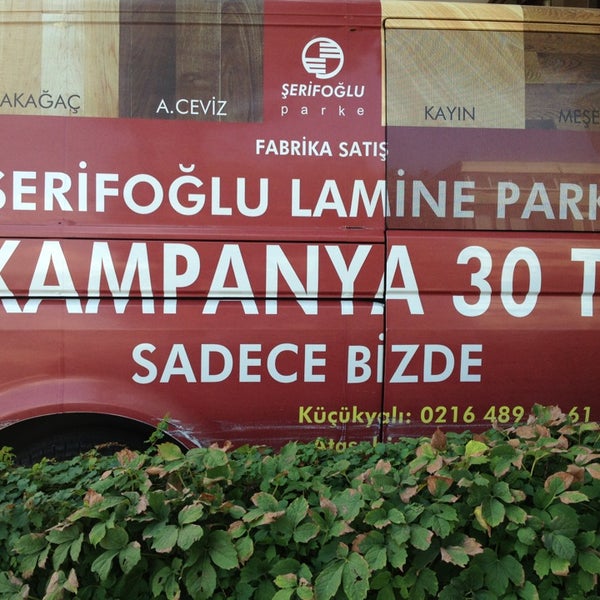 ŞERİFOĞLU
parke
AKAĞAÇ A.CEVİZ KAYIN MEŞE
FABRİKA SATIŞ
ŞERİFOĞLU LAMİNE PARK
KAMPANYA 30 T
SADECE BİZDE
Küçükyalı: 0216 489 61